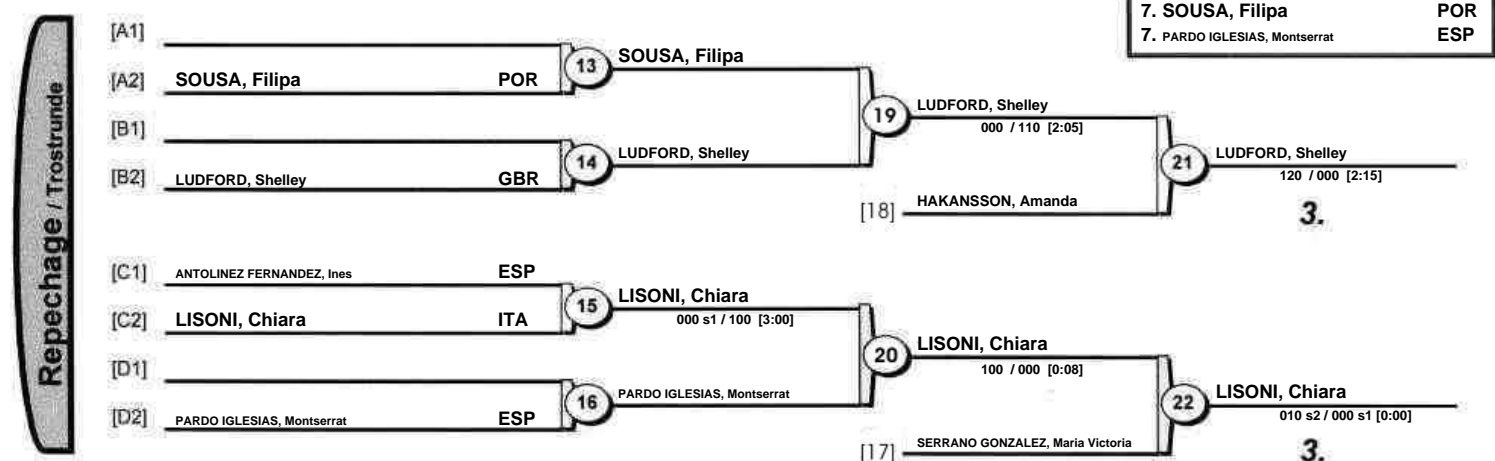 7. SOUSA, Filipa POR
7. PARDO IGLESIAS, Montserrat ESP
Repechage / Trostrunde
[A1]
[A2] SOUSA, Filipa POR
13 SOUSA, Filipa
[B1]
[B2] LUDFORD, Shelley GBR
14 LUDFORD, Shelley
19 LUDFORD, Shelley
000 / 110 [2:05]
[18] HAKANSSON, Amanda
21 LUDFORD, Shelley
120 / 000 [2:15]
3.
[C1] ANTOLINEZ FERNANDEZ, Ines ESP
[C2] LISONI, Chiara ITA
15 LISONI, Chiara
000 s1 / 100 [3:00]
[D1]
[D2] PARDO IGLESIAS, Montserrat ESP
16 PARDO IGLESIAS, Montserrat
20 LISONI, Chiara
100 / 000 [0:08]
[17] SERRANO GONZALEZ, Maria Victoria
22 LISONI, Chiara
010 s2 / 000 s1 [0:00]
3.